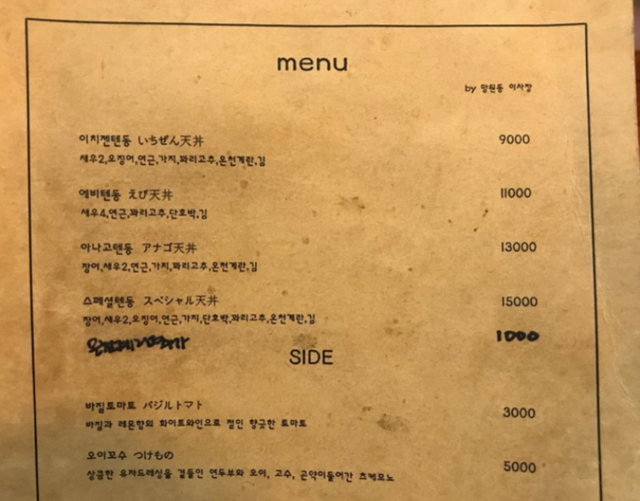 menu
by 망원동 이사장
이치젠텐동 いちぜん天丼 9000
새우2,오징어,연근,가지,꽈리고추,온천계란,김
에비텐동 えび天丼 11000
새우4,연근,꽈리고추,단호박,김
아나고텐동 アナゴ天丼 13000
장어,새우2,연근,가지,꽈리고추,온천계란,김
스페셜텐동 スペシャル天丼 15000
장어,새우2,오징어,연근,가지,단호박,꽈리고추,온천계란,김
1000
SIDE
바질토마토 バジルトマト 3000
바질과 레몬향의 화이트와인으로 절인 향긋한 토마토
오이꼬수 つけもの 5000
상큼한 유자드레싱을 곁들인 연두부와 오이, 고수, 곤약이들어간 츠케모노